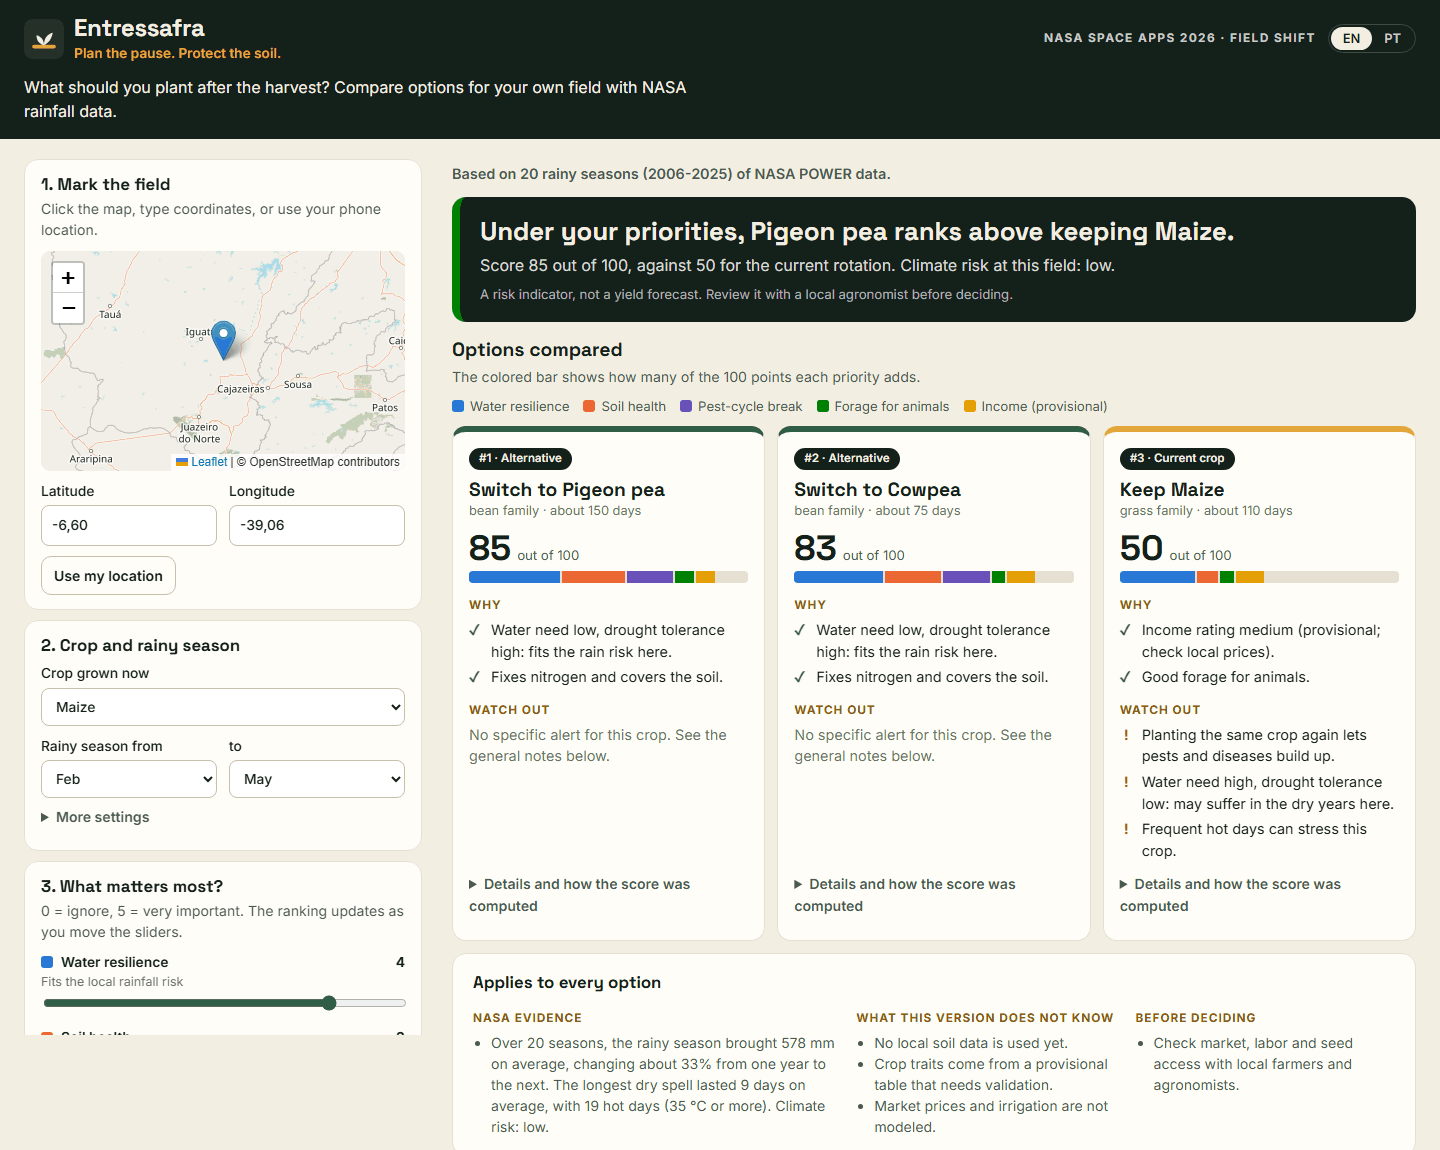 Entressafra
Plan the pause. Protect the soil.
NASA SPACE APPS 2026 · FIELD SHIFT
EN PT
What should you plant after the harvest? Compare options for your own field with NASA
rainfall data.
1. Mark the field
Click the map, type coordinates, or use your phone
location.
+
−
Tauá
Iguat
Cajazeiras
Sousa
Patos
Juazeiro
do Norte
Araripina
Leaflet | © OpenStreetMap contributors
Latitude
Longitude
-6,60
-39,06
Use my location
2. Crop and rainy season
Crop grown now
Maize
Rainy season from
to
Feb
May
More settings
3. What matters most?
0 = ignore, 5 = very important. The ranking updates as
you move the sliders.
Water resilience 4
Fits the local rainfall risk
Based on 20 rainy seasons (2006-2025) of NASA POWER data.
Under your priorities, Pigeon pea ranks above keeping Maize.
Score 85 out of 100, against 50 for the current rotation. Climate risk at this field: low.
A risk indicator, not a yield forecast. Review it with a local agronomist before deciding.
Options compared
The colored bar shows how many of the 100 points each priority adds.
Water resilience Soil health Pest-cycle break Forage for animals Income (provisional)
#1 · Alternative
Switch to Pigeon pea
bean family · about 150 days
85 out of 100
WHY
✓ Water need low, drought tolerance
high: fits the rain risk here.
✓ Fixes nitrogen and covers the soil.
WATCH OUT
No specific alert for this crop. See the
general notes below.
Details and how the score was
computed
#2 · Alternative
Switch to Cowpea
bean family · about 75 days
83 out of 100
WHY
✓ Water need low, drought tolerance
high: fits the rain risk here.
✓ Fixes nitrogen and covers the soil.
WATCH OUT
No specific alert for this crop. See the
general notes below.
Details and how the score was
computed
#3 · Current crop
Keep Maize
grass family · about 110 days
50 out of 100
WHY
✓ Income rating medium (provisional;
check local prices).
✓ Good forage for animals.
WATCH OUT
! Planting the same crop again lets
pests and diseases build up.
! Water need high, drought tolerance
low: may suffer in the dry years here.
! Frequent hot days can stress this
crop.
Details and how the score was
computed
Applies to every option
NASA EVIDENCE
• Over 20 seasons, the rainy season brought 578 mm
on average, changing about 33% from one year to
the next. The longest dry spell lasted 9 days on
average, with 19 hot days (35 °C or more). Climate
risk: low.
WHAT THIS VERSION DOES NOT KNOW
• No local soil data is used yet.
• Crop traits come from a provisional
table that needs validation.
• Market prices and irrigation are not
modeled.
BEFORE DECIDING
• Check market, labor and seed
access with local farmers and
agronomists.